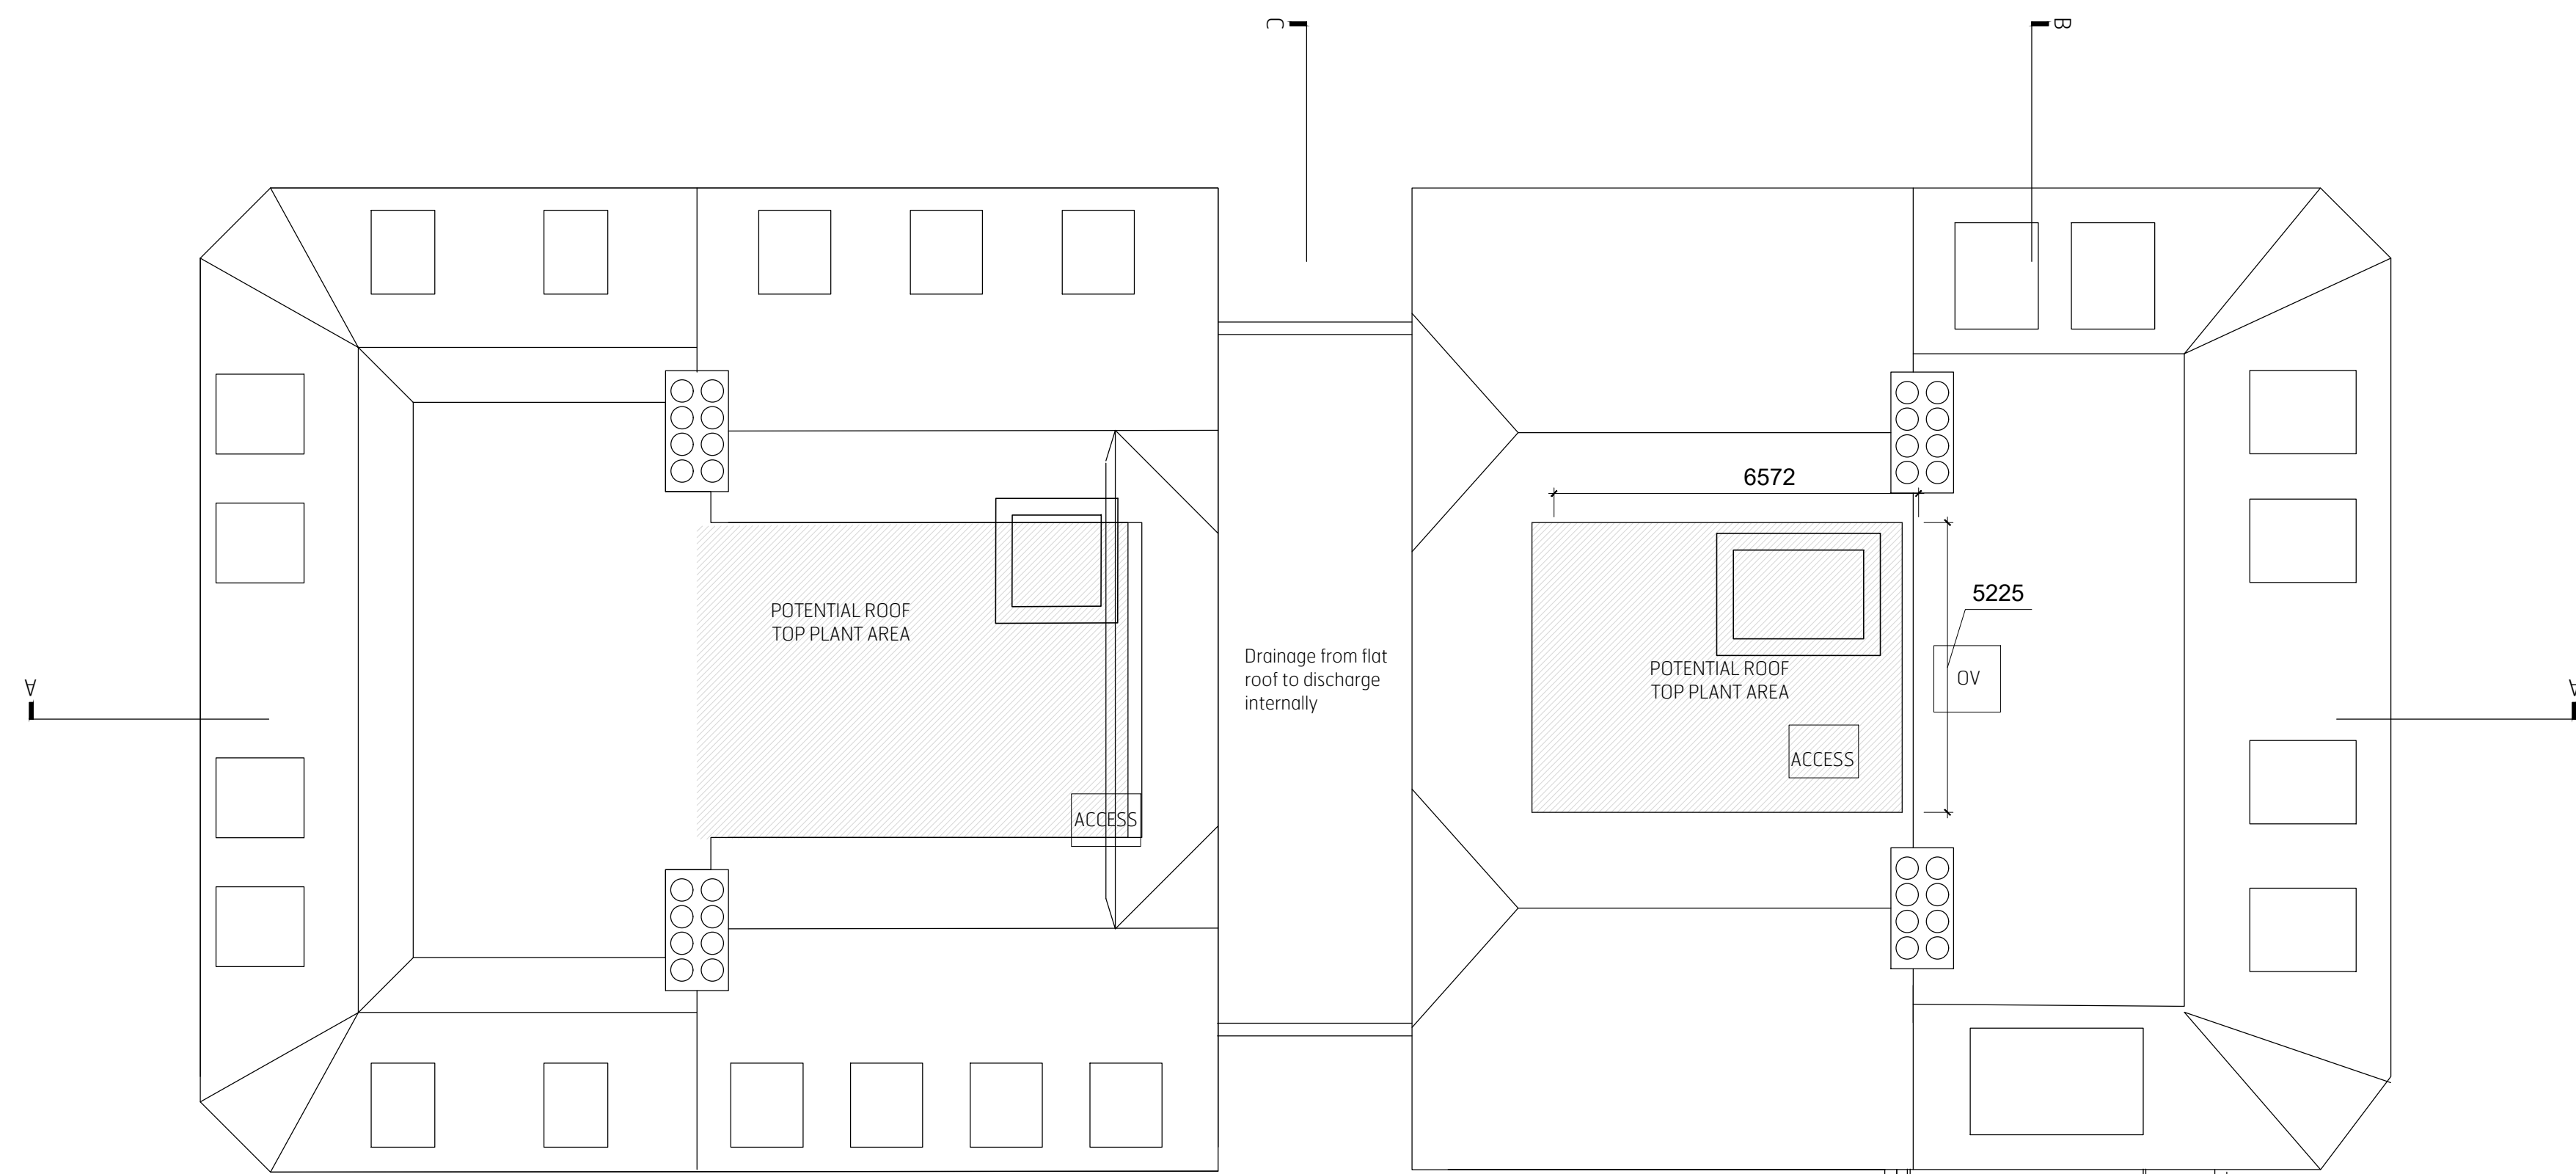 C
B
6572
5225
POTENTIAL ROOF
TOP PLANT AREA
Drainage from flat
roof to discharge
internally
POTENTIAL ROOF
TOP PLANT AREA
OV
A
A
ACCESS
ACCESS